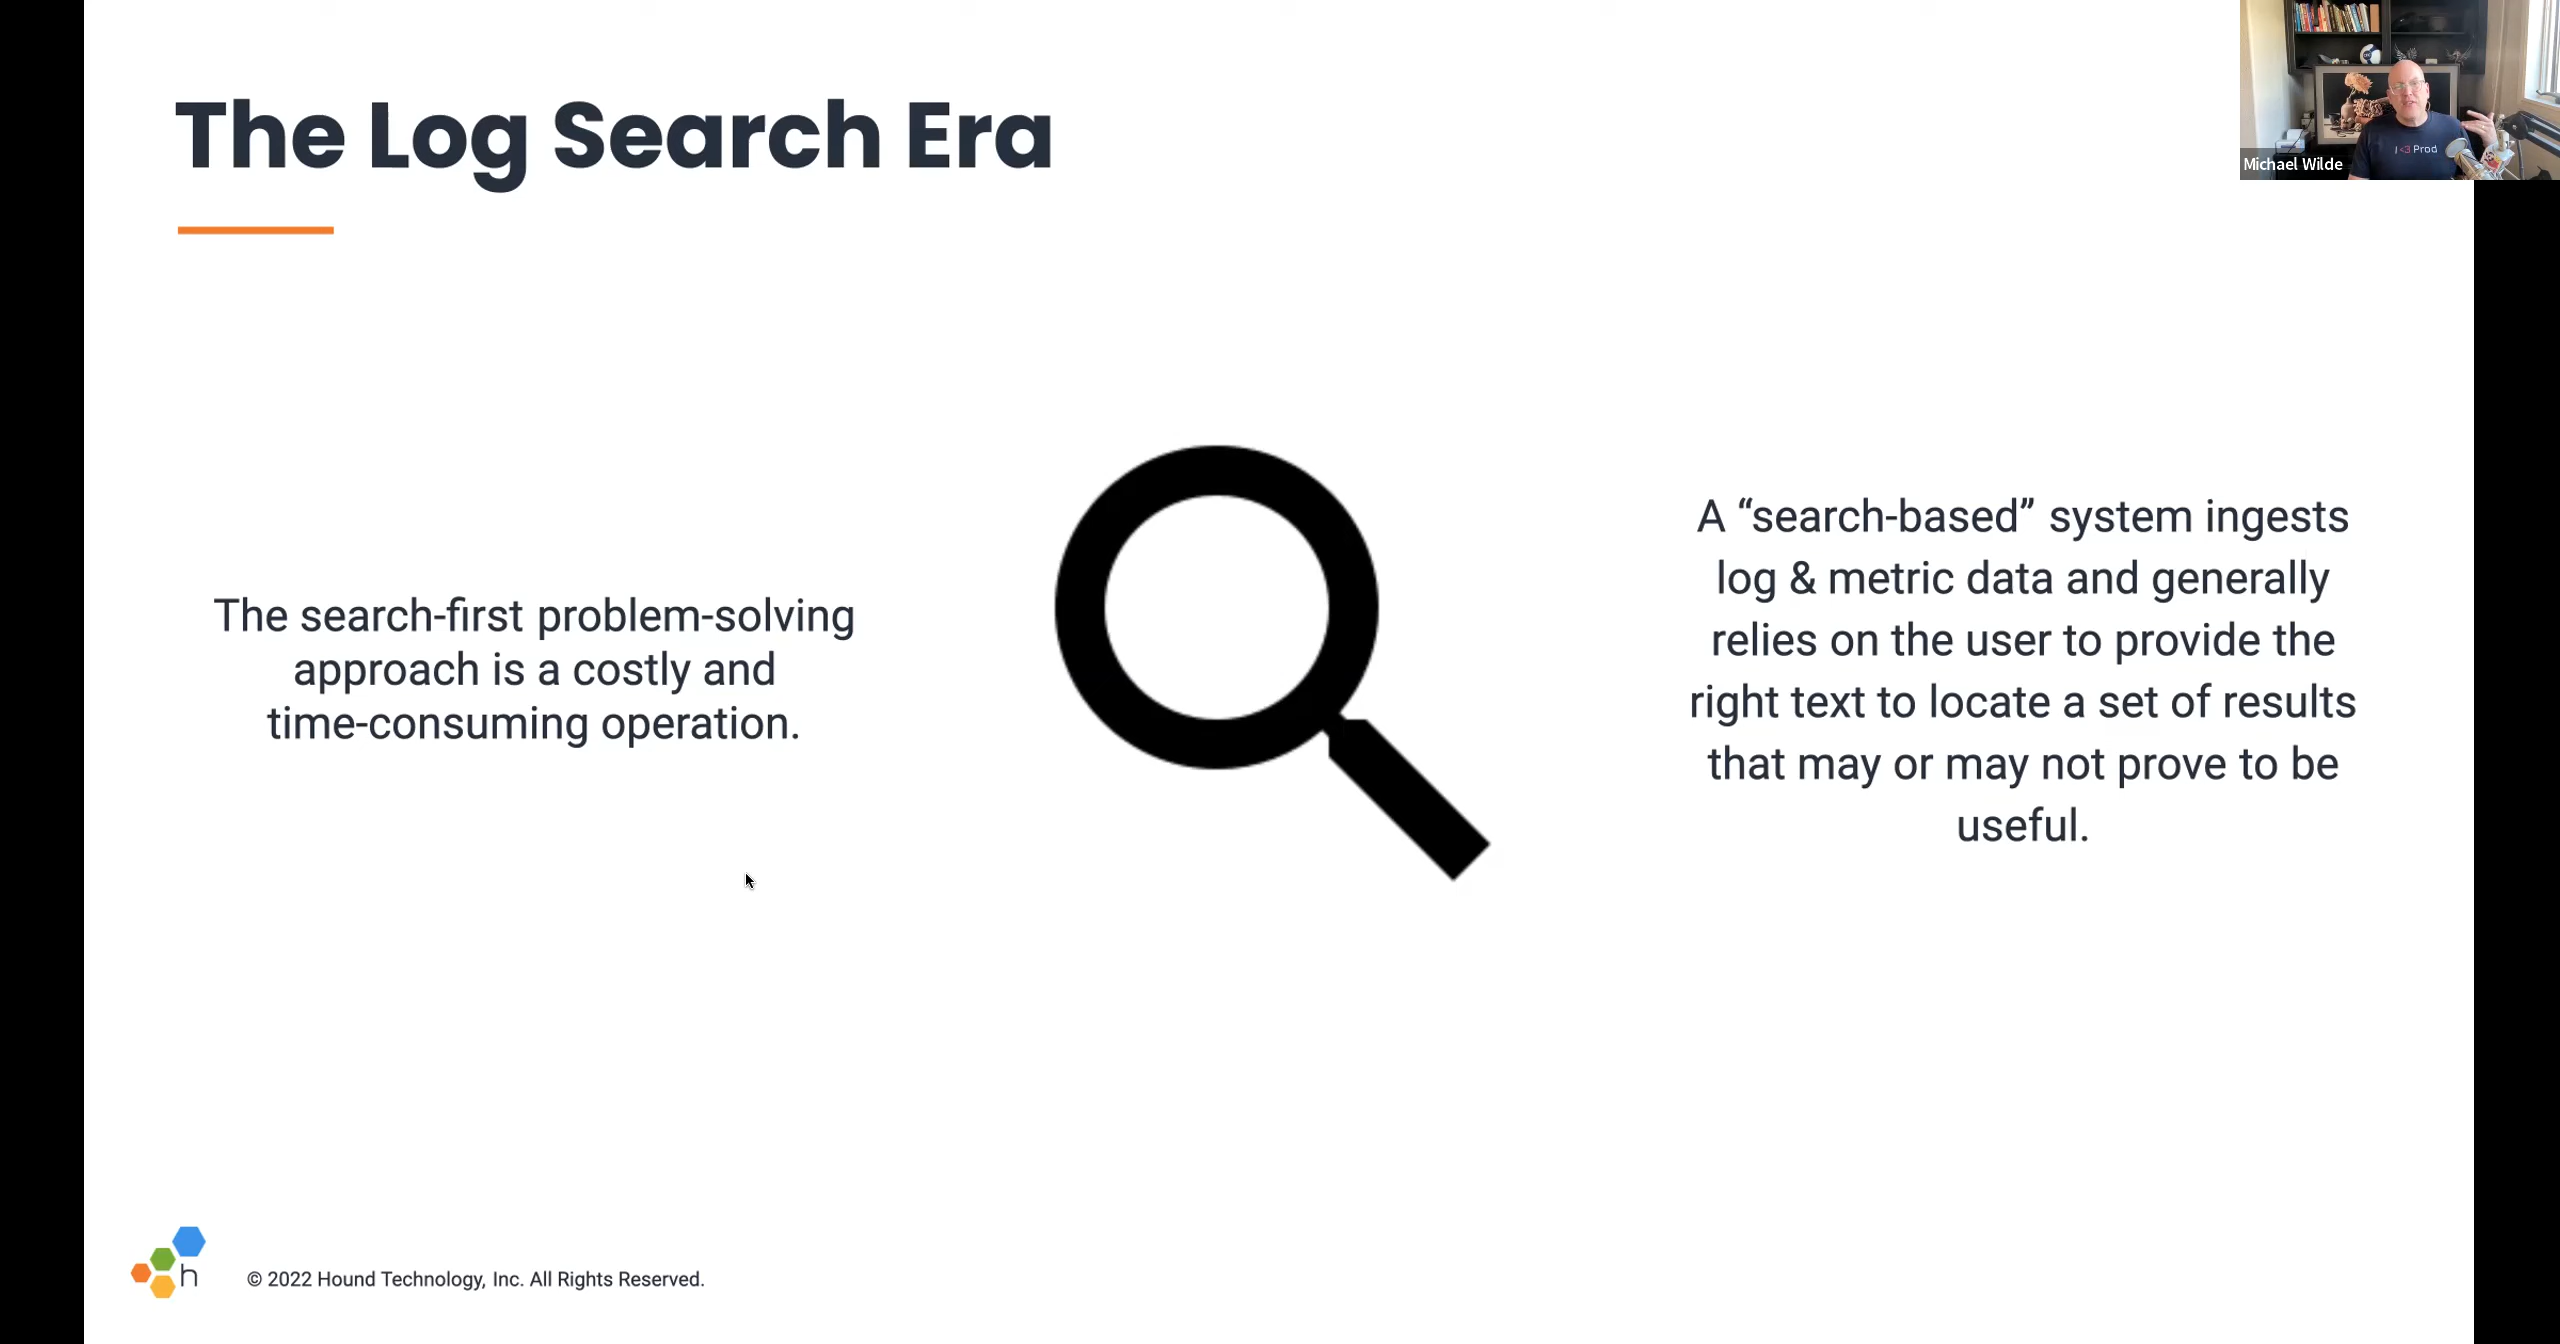 The Log Search Era
Michael Wilde
I <3 Prod
The search-first problem-solving
approach is a costly and
time-consuming operation.
A “search-based” system ingests
log & metric data and generally
relies on the user to provide the
right text to locate a set of results
that may or may not prove to be
useful.
h
© 2022 Hound Technology, Inc. All Rights Reserved.